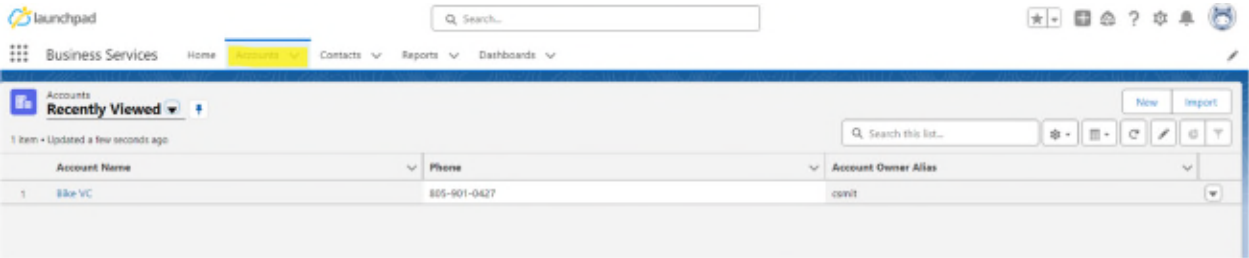 launchpad
Search...
Business Services Home Accounts Contacts Reports Dashboards
Accounts
Recently Viewed
New Import
1 item • Updated a few seconds ago
Search this list...
Account Name Phone Account Owner Alias
1 Bike VC 805-901-0427 csmit